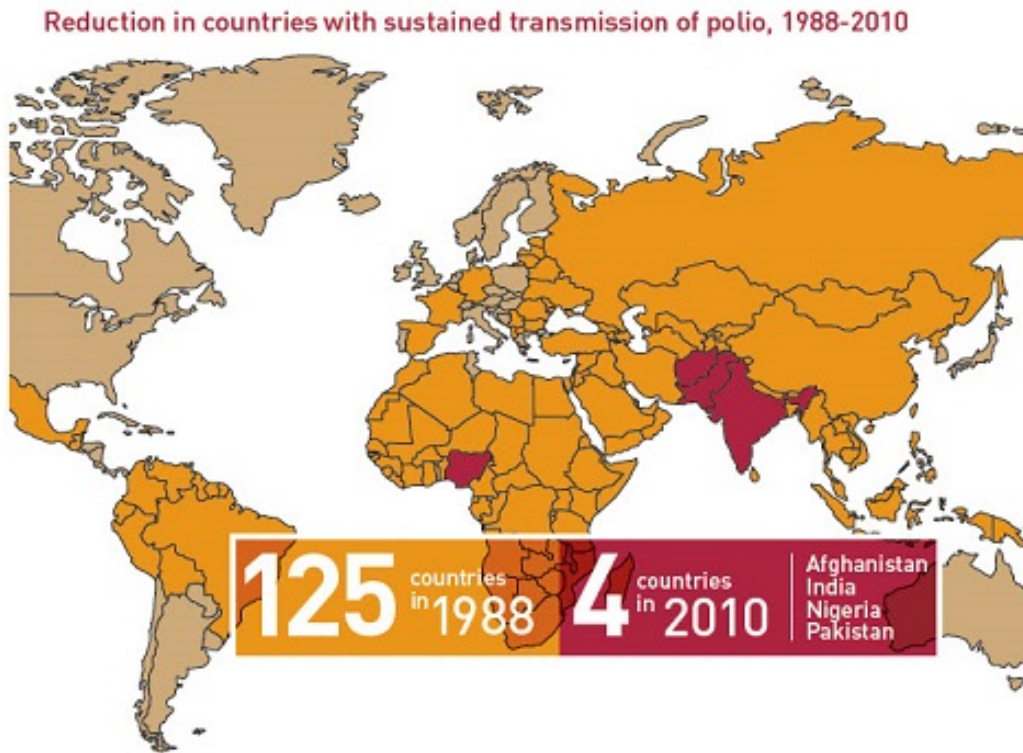 Reduction in countries with sustained transmission of polio, 1988-2010
125 countries
in 1988
4 countries
in 2010
Afghanistan
India
Nigeria
Pakistan